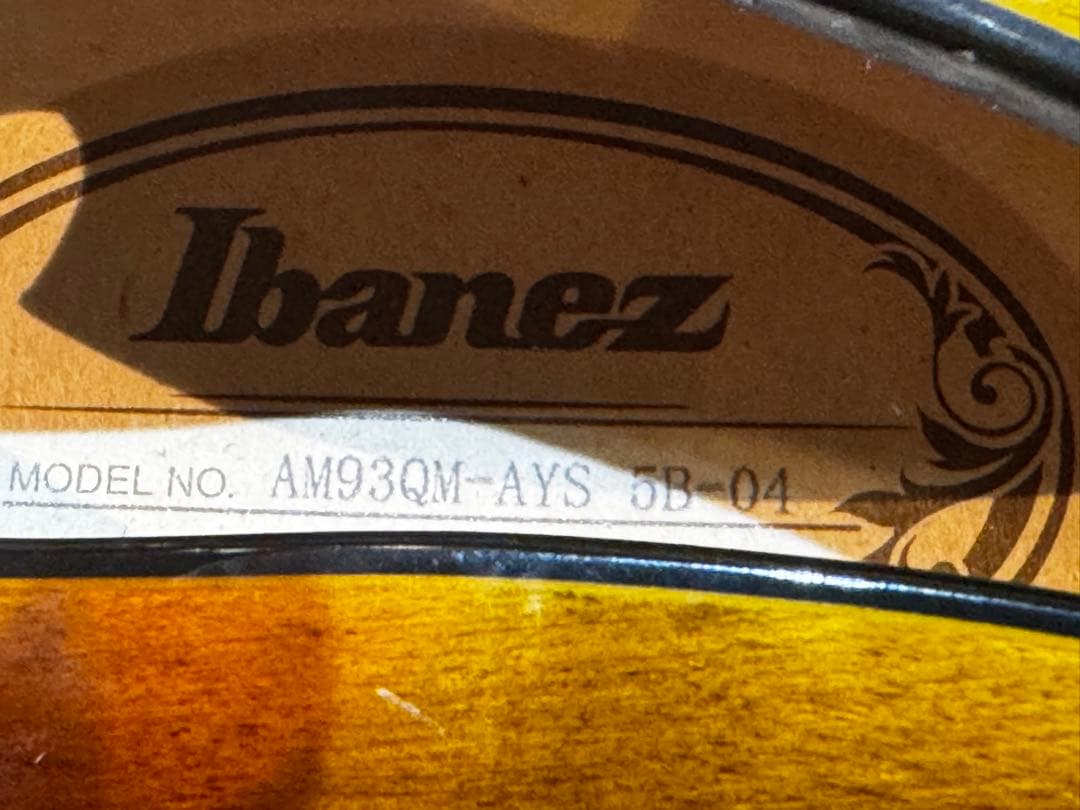 Ibanez
MODEL NO. AM93QM-AYS 5B-04